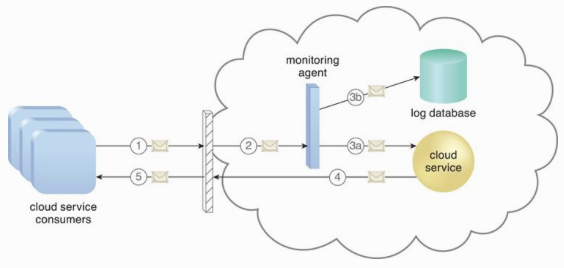 monitoring
agent
3b
log database
1
2
3a
cloud
service
5
4
cloud service
consumers